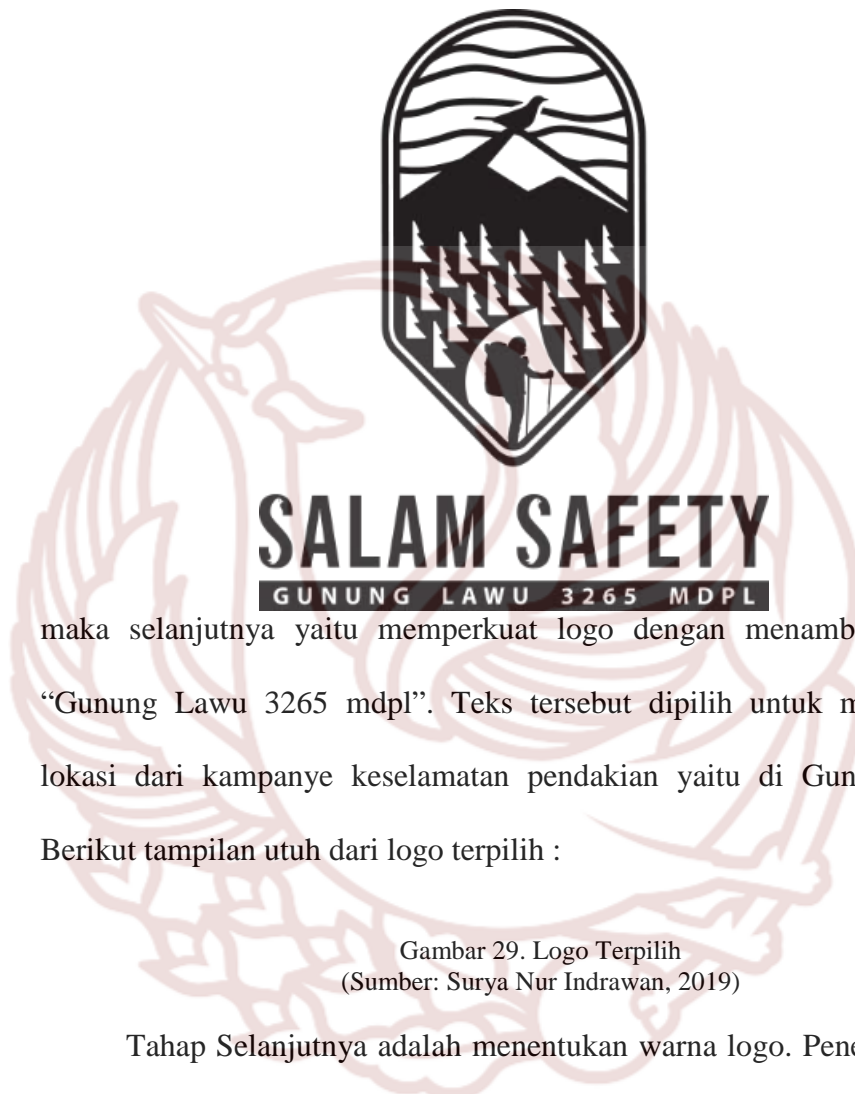 SALAM SAFETY
GUNUNG LAWU 3265 MDPL
maka selanjutnya yaitu memperkuat logo dengan menamb
“Gunung Lawu 3265 mdpl”. Teks tersebut dipilih untuk m
lokasi dari kampanye keselamatan pendakian yaitu di Gun
Berikut tampilan utuh dari logo terpilih :
Gambar 29. Logo Terpilih
(Sumber: Surya Nur Indrawan, 2019)
Tahap Selanjutnya adalah menentukan warna logo. Pene